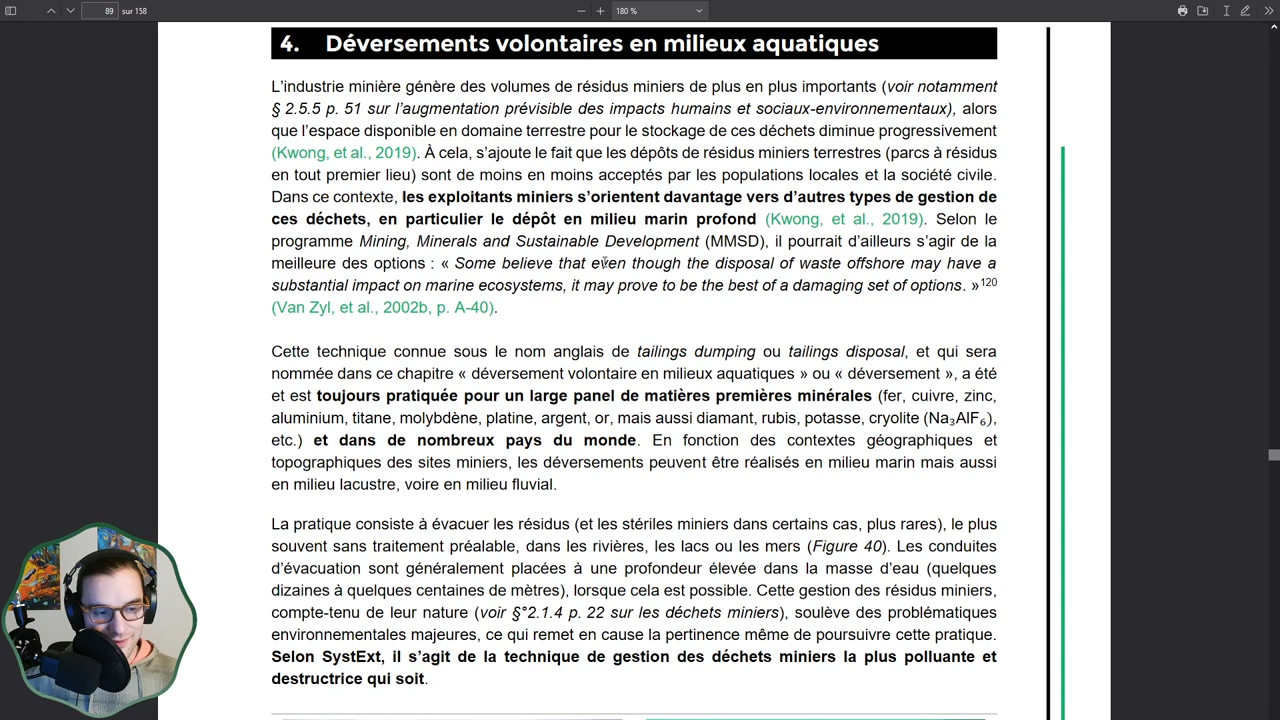 89 sur 158
180 %
4. Déversements volontaires en milieux aquatiques
L’industrie minière génère des volumes de résidus miniers de plus en plus importants (voir notamment
§ 2.5.5 p. 51 sur l’augmentation prévisible des impacts humains et sociaux-environnementaux), alors
que l’espace disponible en domaine terrestre pour le stockage de ces déchets diminue progressivement
(Kwong, et al., 2019). À cela, s’ajoute le fait que les dépôts de résidus miniers terrestres (parcs à résidus
en tout premier lieu) sont de moins en moins acceptés par les populations locales et la société civile.
Dans ce contexte, les exploitants miniers s’orientent davantage vers d’autres types de gestion de
ces déchets, en particulier le dépôt en milieu marin profond (Kwong, et al., 2019). Selon le
programme Mining, Minerals and Sustainable Development (MMSD), il pourrait d’ailleurs s’agir de la
meilleure des options : « Some believe that even though the disposal of waste offshore may have a
substantial impact on marine ecosystems, it may prove to be the best of a damaging set of options. »120
(Van Zyl, et al., 2002b, p. A-40).
Cette technique connue sous le nom anglais de tailings dumping ou tailings disposal, et qui sera
nommée dans ce chapitre « déversement volontaire en milieux aquatiques » ou « déversement », a été
et est toujours pratiquée pour un large panel de matières premières minérales (fer, cuivre, zinc,
aluminium, titane, molybdène, platine, argent, or, mais aussi diamant, rubis, potasse, cryolite (Na₃AlF₆),
etc.) et dans de nombreux pays du monde. En fonction des contextes géographiques et
topographiques des sites miniers, les déversements peuvent être réalisés en milieu marin mais aussi
en milieu lacustre, voire en milieu fluvial.
La pratique consiste à évacuer les résidus (et les stériles miniers dans certains cas, plus rares), le plus
souvent sans traitement préalable, dans les rivières, les lacs ou les mers (Figure 40). Les conduites
d’évacuation sont généralement placées à une profondeur élevée dans la masse d’eau (quelques
dizaines à quelques centaines de mètres), lorsque cela est possible. Cette gestion des résidus miniers,
compte-tenu de leur nature (voir §°2.1.4 p. 22 sur les déchets miniers), soulève des problématiques
environnementales majeures, ce qui remet en cause la pertinence même de poursuivre cette pratique.
Selon SystExt, il s’agit de la technique de gestion des déchets miniers la plus polluante et
destructrice qui soit.